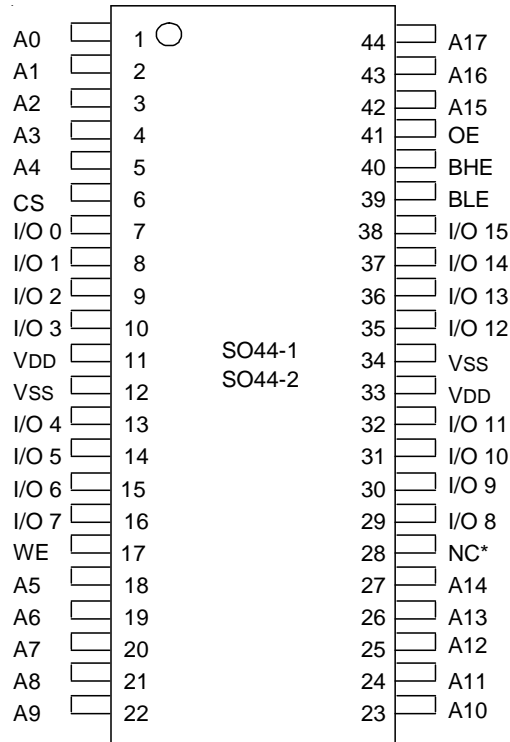 A0 1 44 A17
A1 2 43 A16
A2 3 42 A15
A3 4 41 OE
A4 5 40 BHE
CS 6 39 BLE
I/O 0 7 38 I/O 15
I/O 1 8 37 I/O 14
I/O 2 9 36 I/O 13
I/O 3 10 35 I/O 12
VDD 11 SO44-1 34 VSS
VSS 12 SO44-2 33 VDD
I/O 4 13 32 I/O 11
I/O 5 14 31 I/O 10
I/O 6 15 30 I/O 9
I/O 7 16 29 I/O 8
WE 17 28 NC*
A5 18 27 A14
A6 19 26 A13
A7 20 25 A12
A8 21 24 A11
A9 22 23 A10